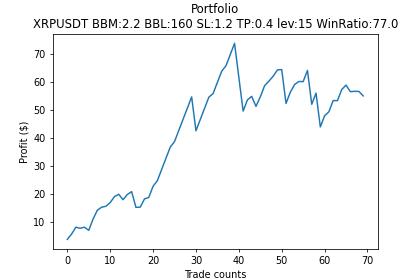 Portfolio
XRPUSDT BBM:2.2 BBL:160 SL:1.2 TP:0.4 lev:15 WinRatio:77.0
70
60
50
40
30
20
10
Profit ($)
0 10 20 30 40 50 60 70
Trade counts